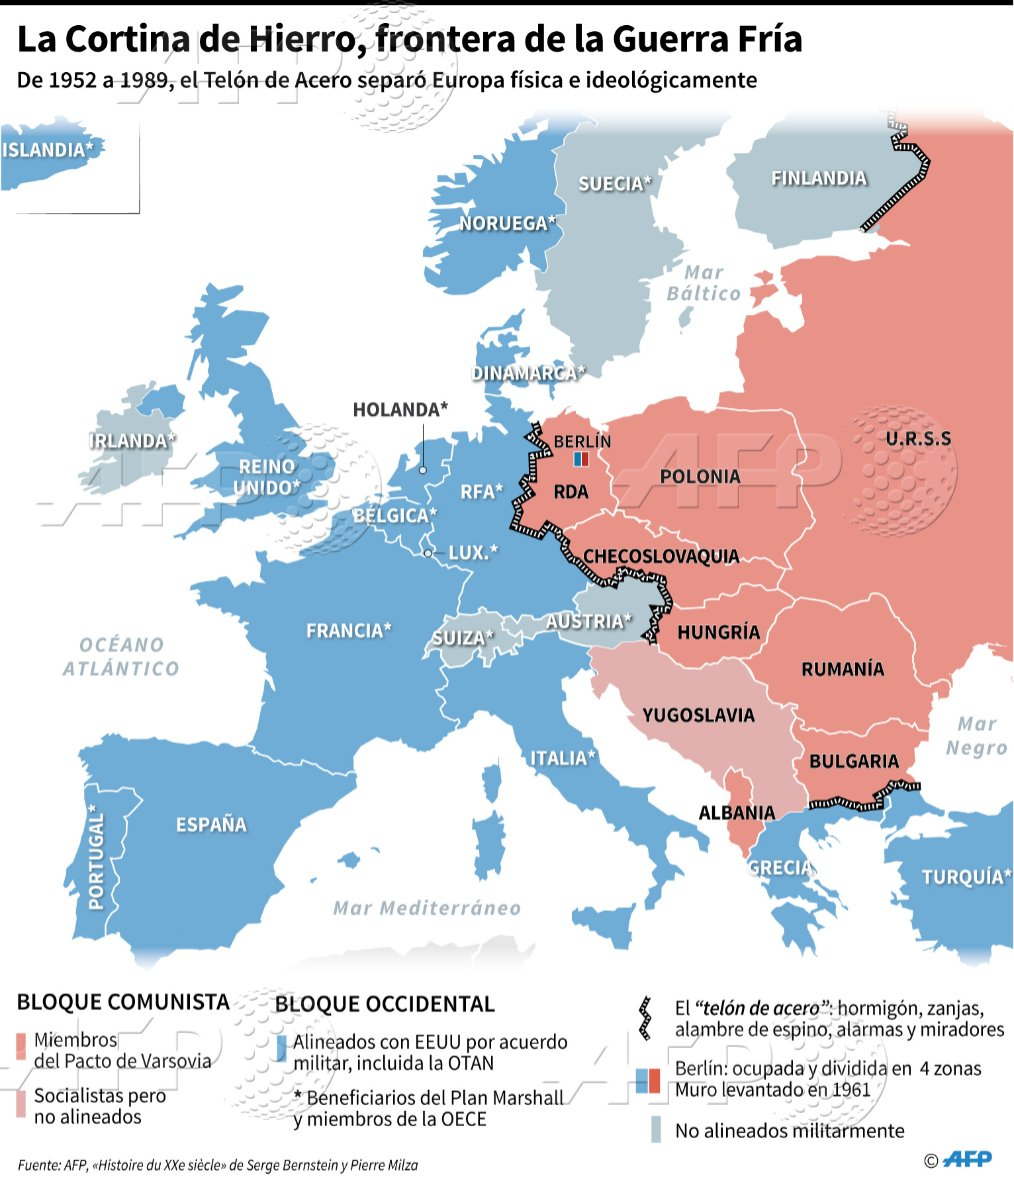 La Cortina de Hierro, frontera de la Guerra Fría
De 1952 a 1989, el Telón de Acero separó Europa física e ideológicamente
ISLANDIA*
SUECIA*
FINLANDIA
NORUEGA*
Mar
Báltico
DINAMARCA*
HOLANDA*
IRLANDA*
BERLÍN
U.R.S.S
REINO
UNIDO*
RFA*
RDA
POLONIA
BÉLGICA*
LUX.*
CHECOSLOVAQUIA
FRANCIA*
SUIZA*
AUSTRIA*
HUNGRÍA
OCÉANO
ATLÁNTICO
RUMANÍA
YUGOSLAVIA
Mar
Negro
ITALIA*
BULGARIA
ALBANIA
PORTUGAL*
ESPAÑA
GRECIA
TURQUÍA*
Mar Mediterráneo
AFP
AFP
AFP
AFP
AFP
BLOQUE COMUNISTA
Miembros
del Pacto de Varsovia
Socialistas pero
no alineados
BLOQUE OCCIDENTAL
Alineados con EEUU por acuerdo
militar, incluida la OTAN
* Beneficiarios del Plan Marshall
y miembros de la OECE
El “telón de acero”: hormigón, zanjas,
alambre de espino, alarmas y miradores
Berlín: ocupada y dividida en 4 zonas
Muro levantado en 1961
No alineados militarmente
Fuente: AFP, «Histoire du XXe siècle» de Serge Bernstein y Pierre Milza
© AFP